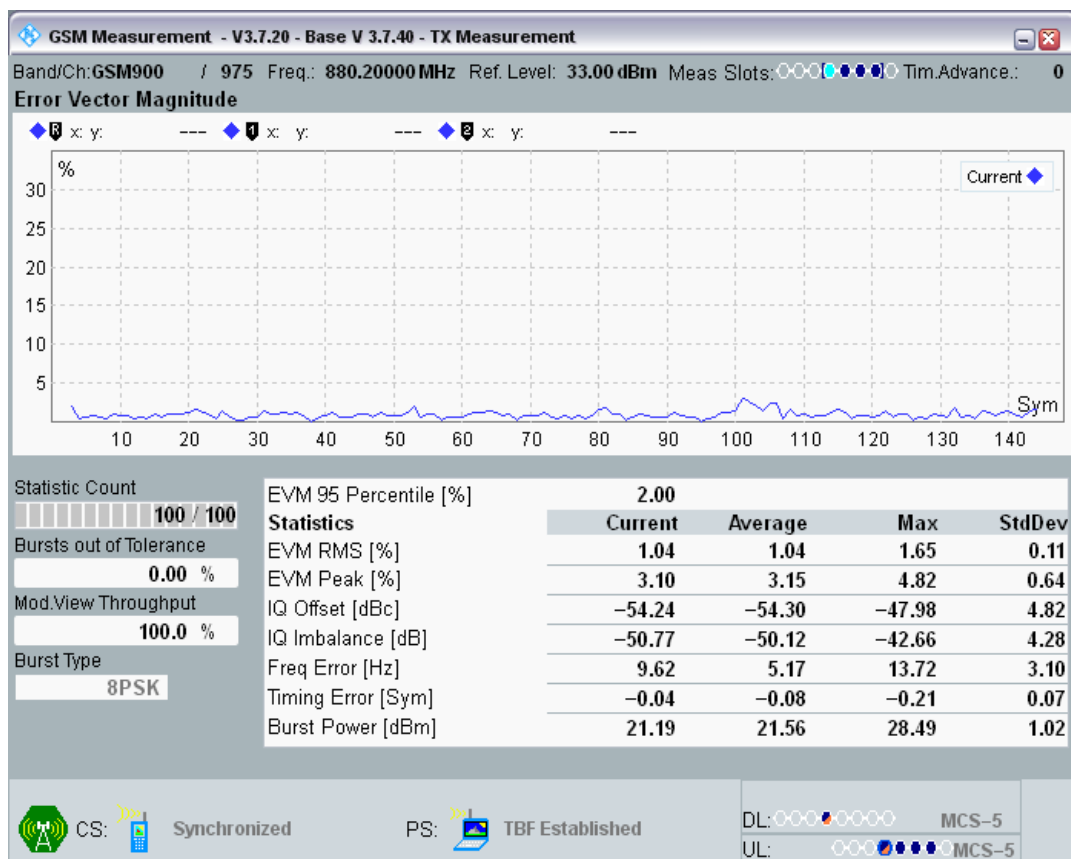 GSM Measurement - V3.7.20 - Base V 3.7.40 - TX Measurement
Band/Ch:GSM900 / 975 Freq.: 880.20000 MHz Ref. Level: 33.00 dBm Meas Slots: Tim.Advance.: 0
Error Vector Magnitude
R x: y: --- 1 x: y: --- 2 x: y: ---
%
Current
30
25
20
15
10
5
Sym
10 20 30 40 50 60 70 80 90 100 110 120 130 140
Statistic Count
100 / 100
Bursts out of Tolerance
0.00 %
Mod.View Throughput
100.0 %
Burst Type
8PSK
EVM 95 Percentile [%] 2.00
Statistics Current Average Max StdDev
EVM RMS [%] 1.04 1.04 1.65 0.11
EVM Peak [%] 3.10 3.15 4.82 0.64
IQ Offset [dBc] −54.24 −54.30 −47.98 4.82
IQ Imbalance [dB] −50.77 −50.12 −42.66 4.28
Freq Error [Hz] 9.62 5.17 13.72 3.10
Timing Error [Sym] −0.04 −0.08 −0.21 0.07
Burst Power [dBm] 21.19 21.56 28.49 1.02
CS: Synchronized PS: TBF Established
DL: MCS−5
UL: MCS−5